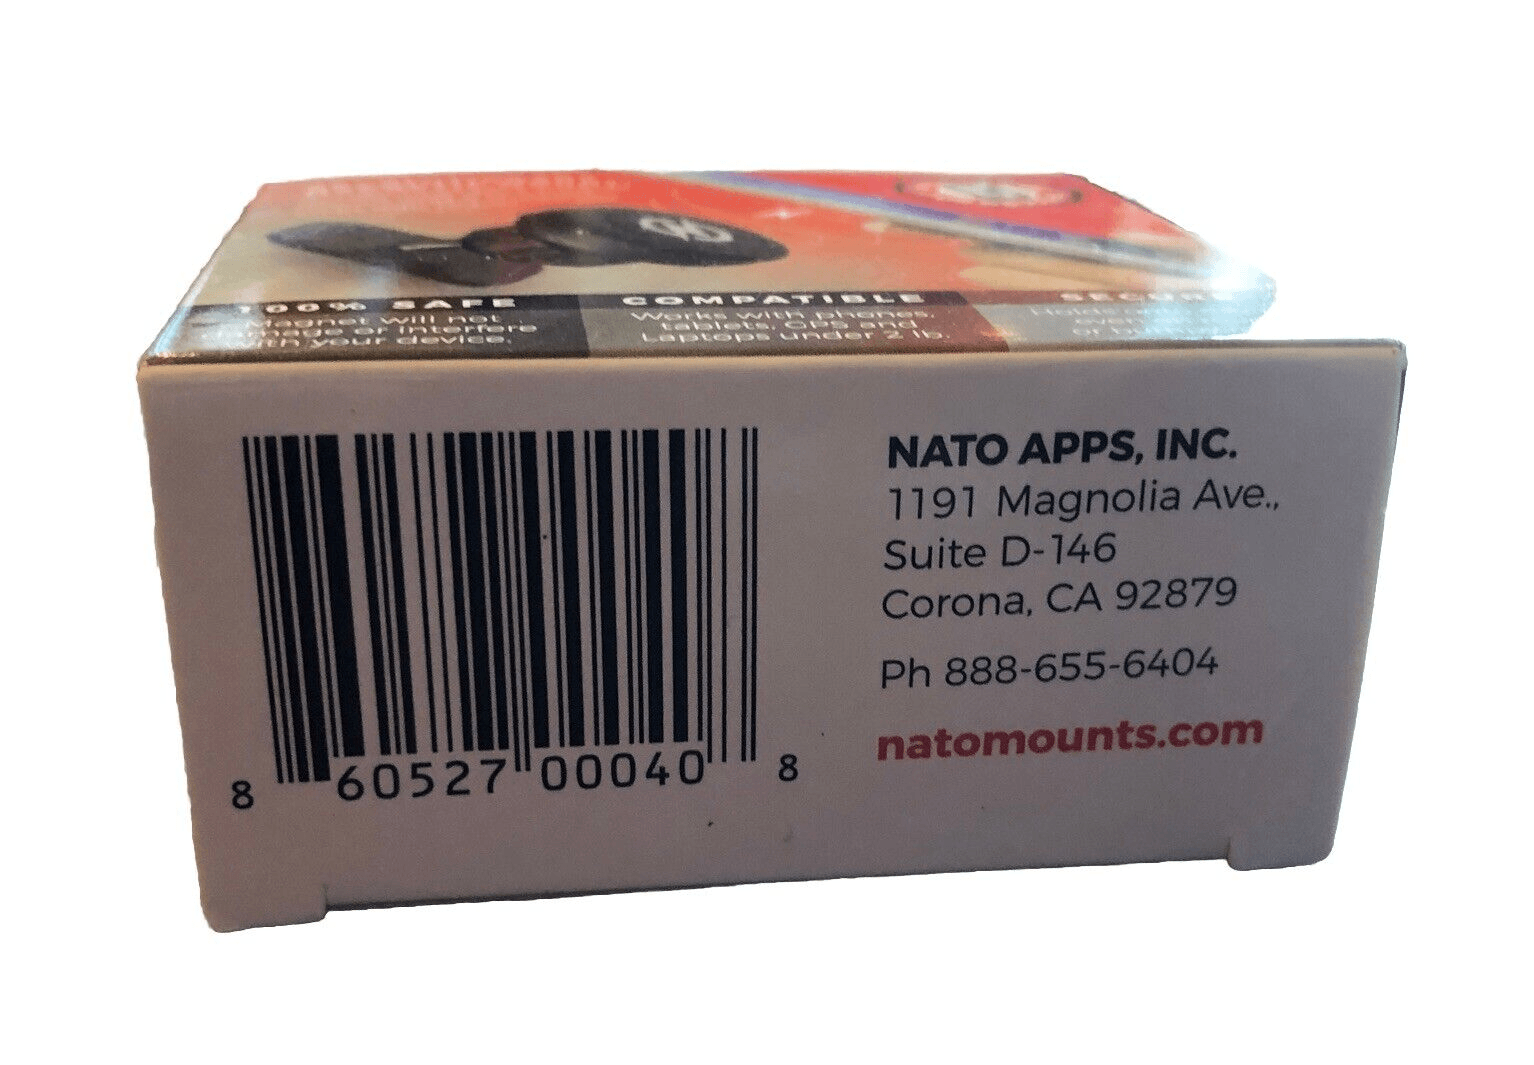 100% SAFE
Magnet will not
damage or interfere
with your device.
COMPATIBLE
Works with phones,
tablets, GPS and
Laptops under 2 lb.
SECURE
8 60527 00040 8
NATO APPS, INC.
1191 Magnolia Ave.,
Suite D-146
Corona, CA 92879
Ph 888-655-6404
natomounts.com